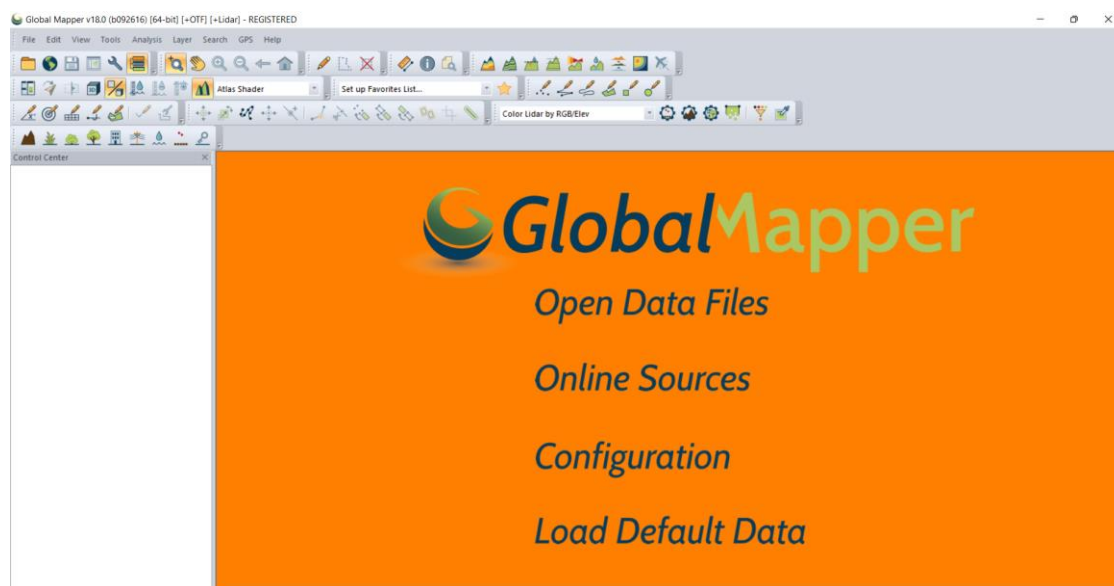 Global Mapper v18.0 (b092616) [64-bit] [+OTF] [+Lidar] - REGISTERED
File Edit View Tools Analysis Layer Search GPS Help
Atlas Shader Set up Favorites List...
Color Lidar by RGB/Elev
Control Center
GlobalMapper
Open Data Files
Online Sources
Configuration
Load Default Data